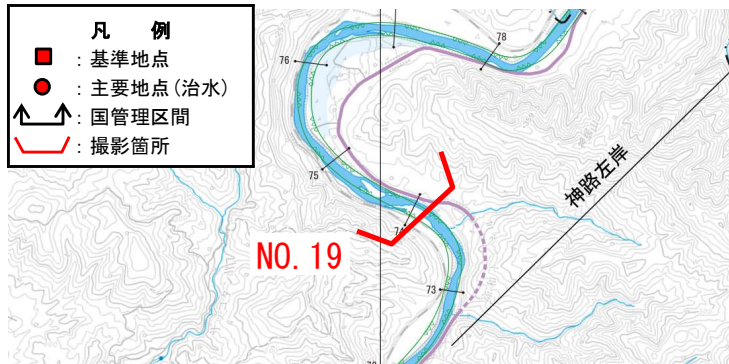 凡 例
: 基準地点
: 主要地点(治水)
: 国管理区間
: 撮影箇所
76
78
75
74
73
神路左岸
NO. 19